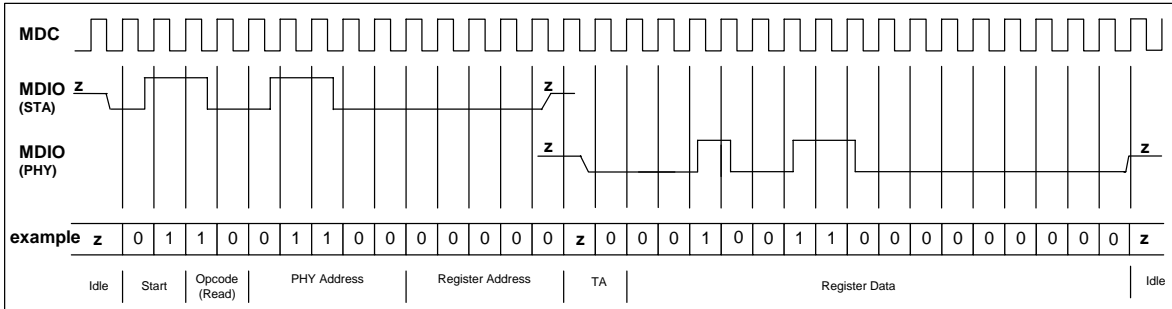 MDC
z z
MDIO
(STA)
MDIO z z
(PHY)
example z 0 1 1 0 0 1 1 0 0 0 0 0 0 0 z 0 0 0 1 0 0 1 1 0 0 0 0 0 0 0 0 0 z
Idle Start Opcode PHY Address Register Address TA Register Data Idle
(Read)